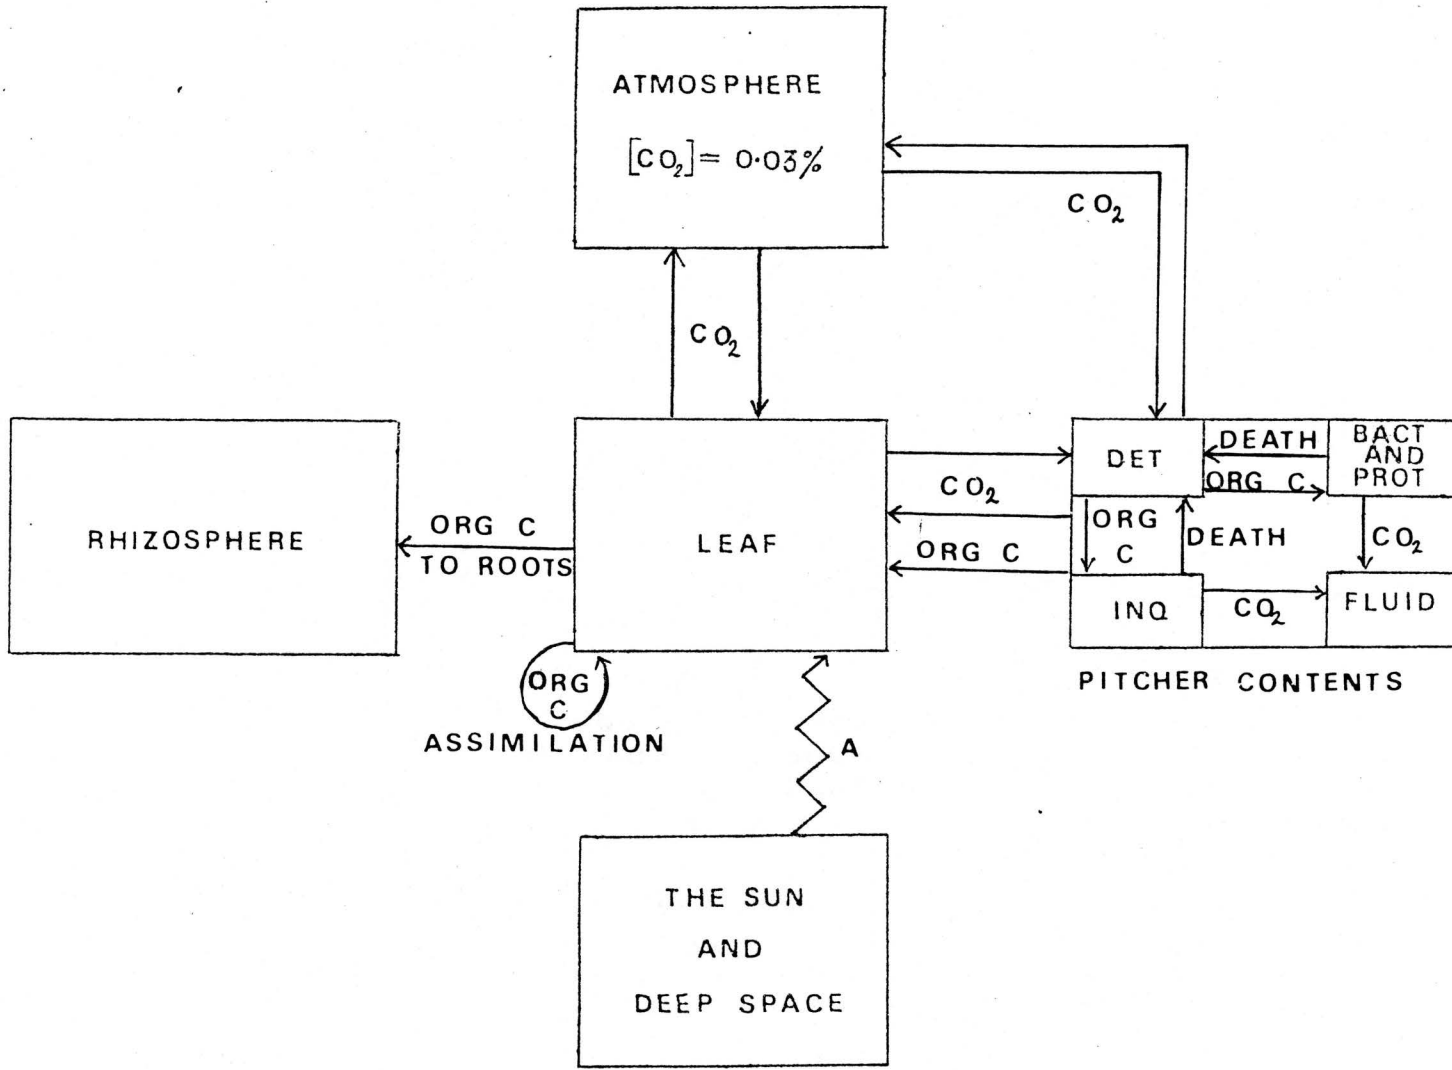 ATMOSPHERE
[CO₂] = 0·03%
CO₂
CO₂
RHIZOSPHERE
ORG C
TO ROOTS
LEAF
CO₂
ORG C
DET
DEATH
ORG C
BACT
AND
PROT
ORG
C
DEATH
CO₂
INQ
CO₂
FLUID
PITCHER CONTENTS
ORG
C
ASSIMILATION
A
THE SUN
AND
DEEP SPACE